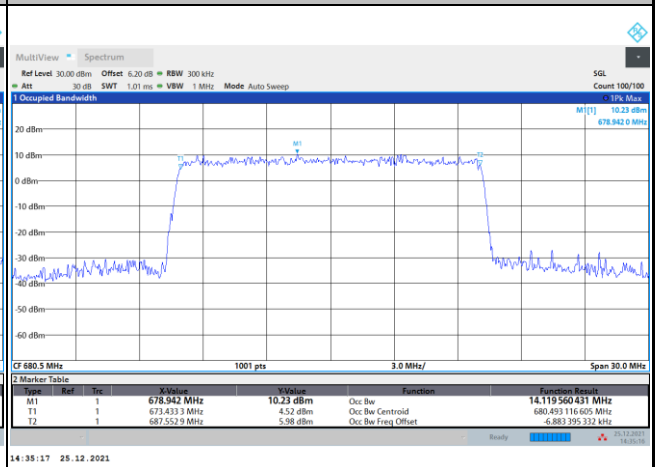 MultiView Spectrum
Ref Level 30.00 dBm Offset 6.20 dB RBW 300 kHz SGL
Att 30 dB SWT 1.01 ms VBW 1 MHz Mode Auto Sweep Count 100/100
1 Occupied Bandwidth 1Pk Max
M1[1] 10.23 dBm
678.942 0 MHz
20 dBm
M1
10 dBm
T1 T2
0 dBm
-10 dBm
-20 dBm
-30 dBm
-40 dBm
-50 dBm
-60 dBm
CF 680.5 MHz 1001 pts 3.0 MHz/ Span 30.0 MHz
2 Marker Table
Type Ref Trc X-Value Y-Value Function Function Result
M1 1 678.942 MHz 10.23 dBm Occ Bw 14.119 560 431 MHz
T1 1 673.433 3 MHz 4.52 dBm Occ Bw Centroid 680.493 116 605 MHz
T2 1 687.552 9 MHz 5.98 dBm Occ Bw Freq Offset -6.883 395 332 kHz
Ready 25.12.2021
14:35:16
14:35:17 25.12.2021